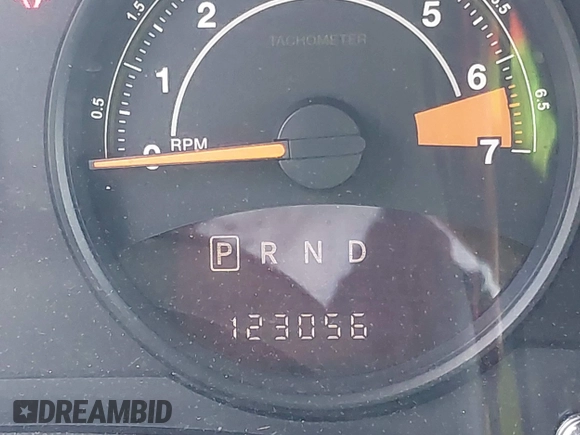 1.5 2 5 5.5
TACHOMETER
1 6
0.5 6.5
0 RPM 7
P R N D
123056
DREAMBID